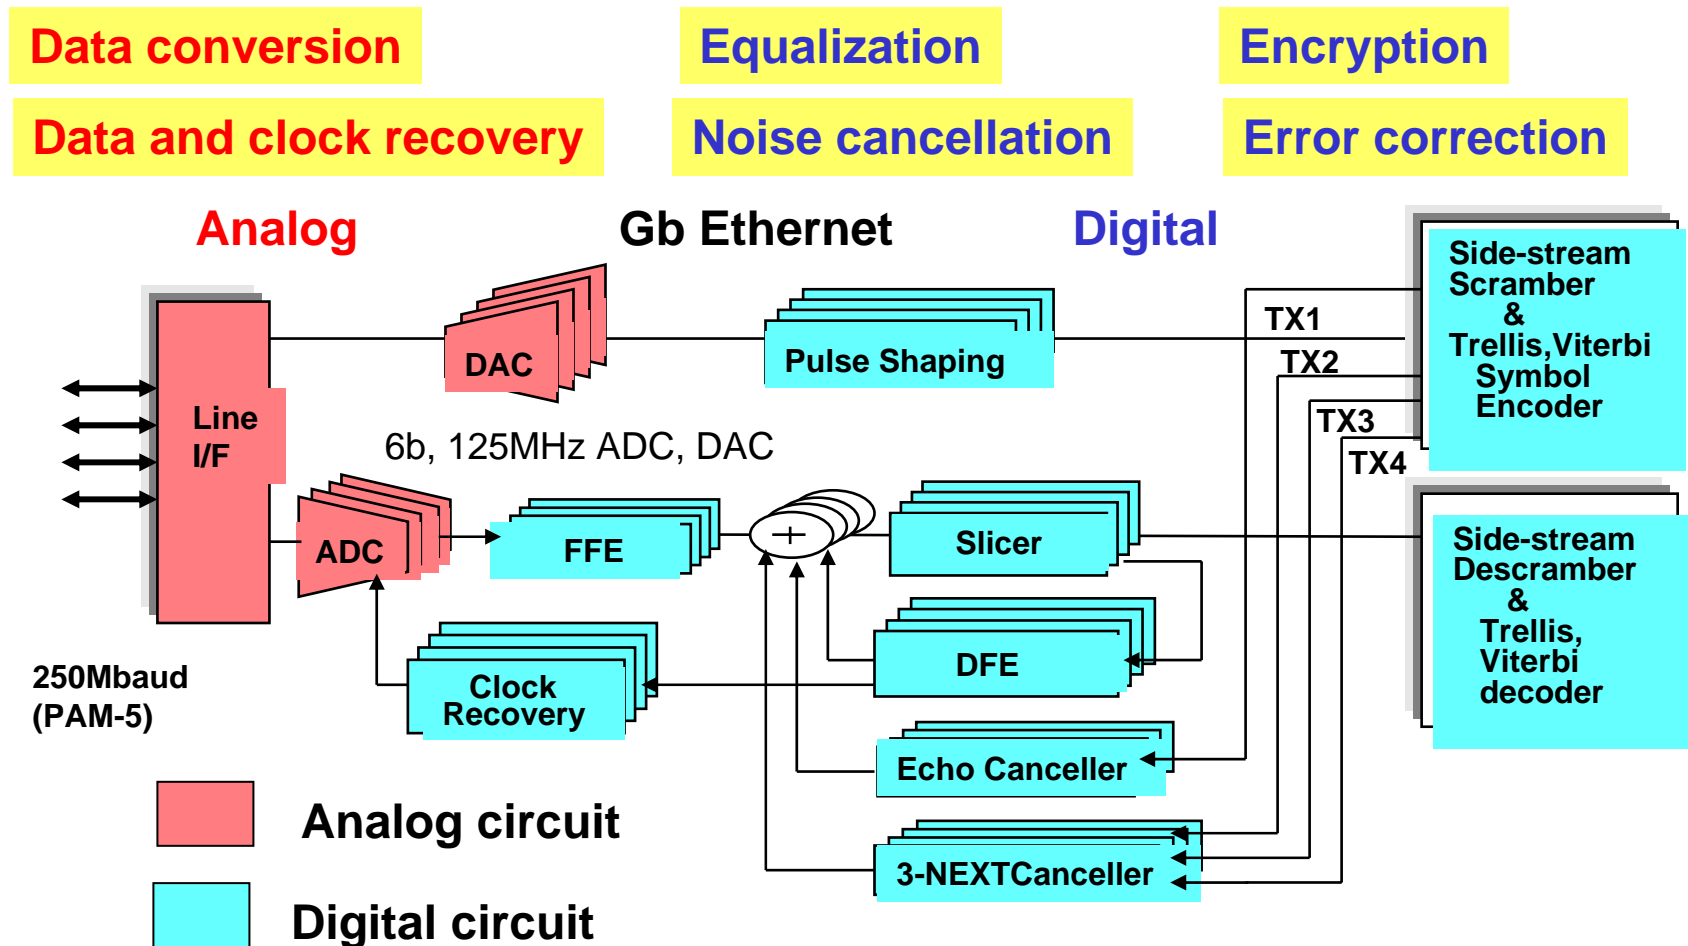 Data conversion
Equalization
Encryption
Data and clock recovery
Noise cancellation
Error correction
Analog
Gb Ethernet
Digital
Side-stream
Scramber
&
Trellis,Viterbi
Symbol
Encoder
TX1
TX2
TX3
TX4
DAC
Pulse Shaping
Line
I/F
6b, 125MHz ADC, DAC
ADC
FFE
+
Slicer
Side-stream
Descramber
&
Trellis,
Viterbi
decoder
DFE
Clock
Recovery
250Mbaud
(PAM-5)
Echo Canceller
3-NEXTCanceller
Analog circuit
Digital circuit